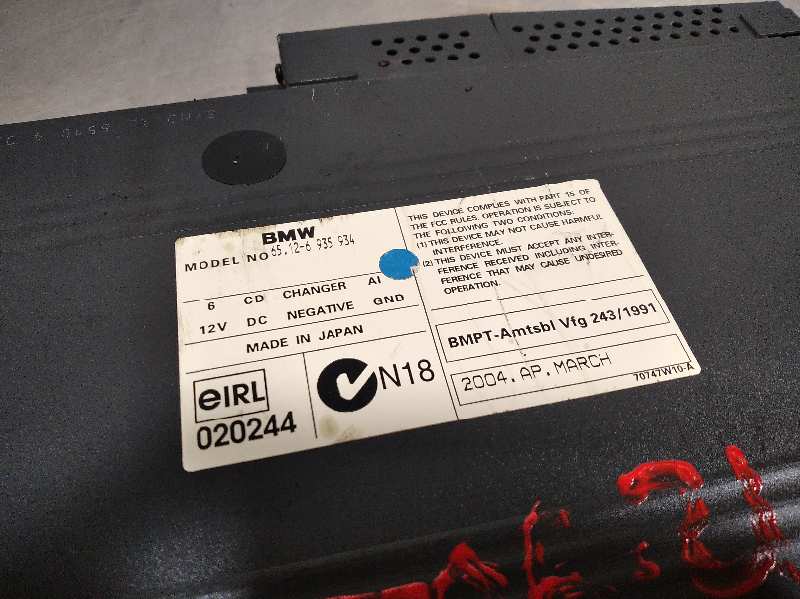 BMW
MODEL NO 65.12-6 935 934
6 CD CHANGER AI
12V DC NEGATIVE GND
MADE IN JAPAN
eIRL
020244
N18
THIS DEVICE COMPLIES WITH PART 15 OF
THE FCC RULES. OPERATION IS SUBJECT TO
THE FOLLOWING TWO CONDITIONS:
(1) THIS DEVICE MAY NOT CAUSE HARMFUL
INTERFERENCE.
(2) THIS DEVICE MUST ACCEPT ANY INTER-
FERENCE RECEIVED INCLUDING INTER-
FERENCE THAT MAY CAUSE UNDESIRED
OPERATION.
BMPT-Amtsbl Vfg 243/1991
2004. AP. MARCH
70747W10-A